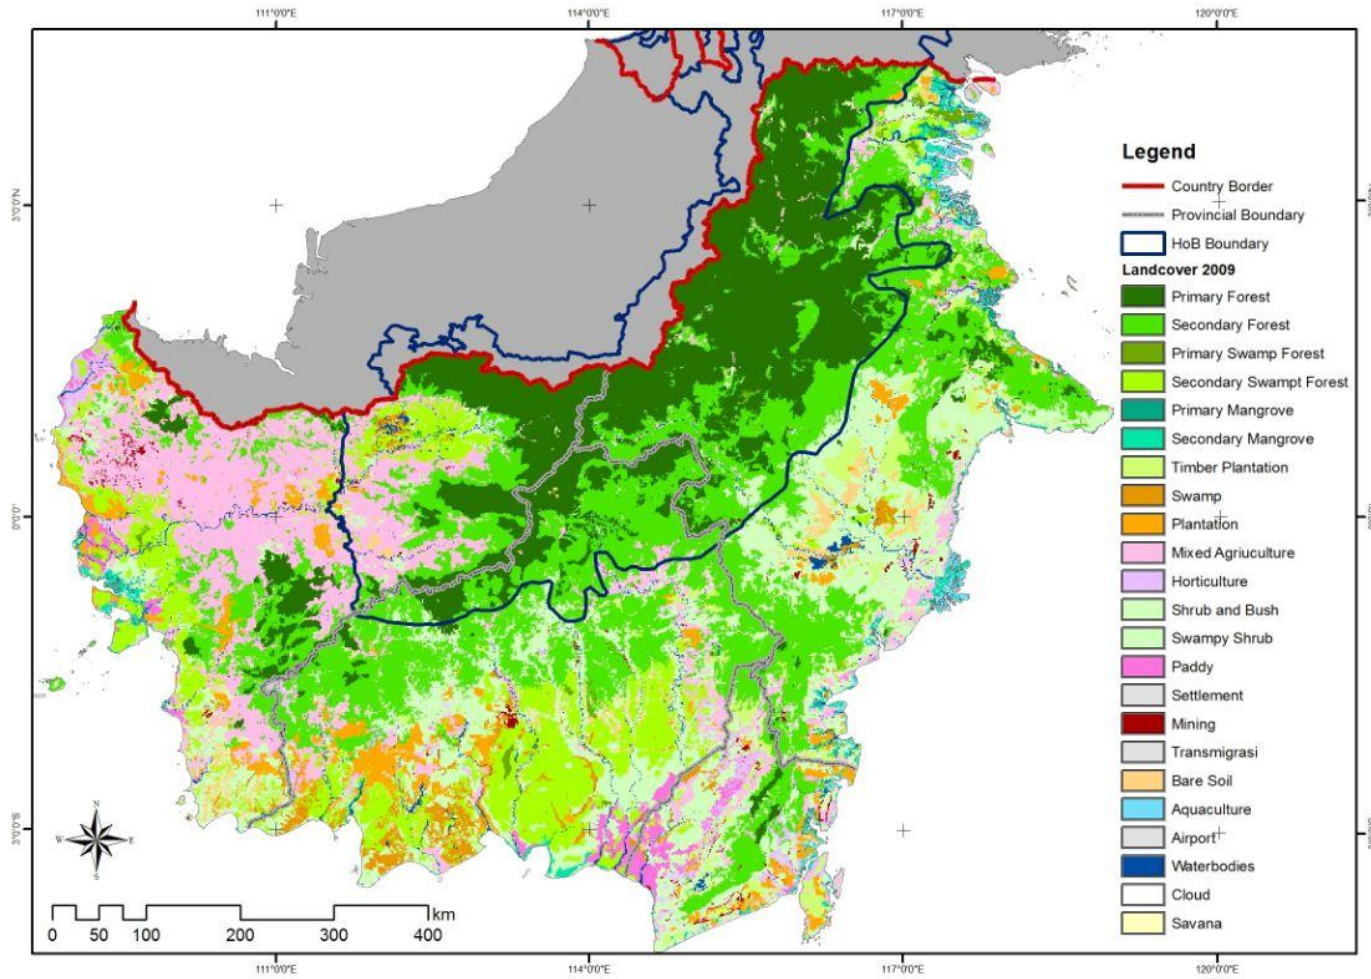 111°0'0"E 114°0'0"E 117°0'0"E 120°0'0"E
3°0'0"N
0°0'0"
3°0'0"S
Legend
Country Border
Provincial Boundary
HoB Boundary
Landcover 2009
Primary Forest
Secondary Forest
Primary Swamp Forest
Secondary Swampt Forest
Primary Mangrove
Secondary Mangrove
Timber Plantation
Swamp
Plantation
Mixed Agriuculture
Horticulture
Shrub and Bush
Swampy Shrub
Paddy
Settlement
Mining
Transmigrasi
Bare Soil
Aquaculture
Airport
Waterbodies
Cloud
Savana
N
W E
S
km
0 50 100 200 300 400
111°0'0"E 114°0'0"E 117°0'0"E 120°0'0"E